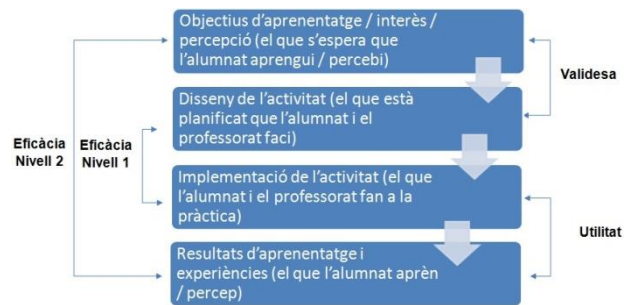 Objectius d'aprenentatge / interès /
percepció (el que s'espera que
l'alumnat aprengui / percebi)
Validesa
Disseny de l'activitat (el que està
planificat que l'alumnat i el
professorat faci)
Eficàcia
Nivell 2
Eficàcia
Nivell 1
Implementació de l'activitat (el que
l'alumnat i el professorat fan a la
pràctica)
Utilitat
Resultats d'aprenentatge i
experiències (el que l'alumnat aprèn
/ percep)